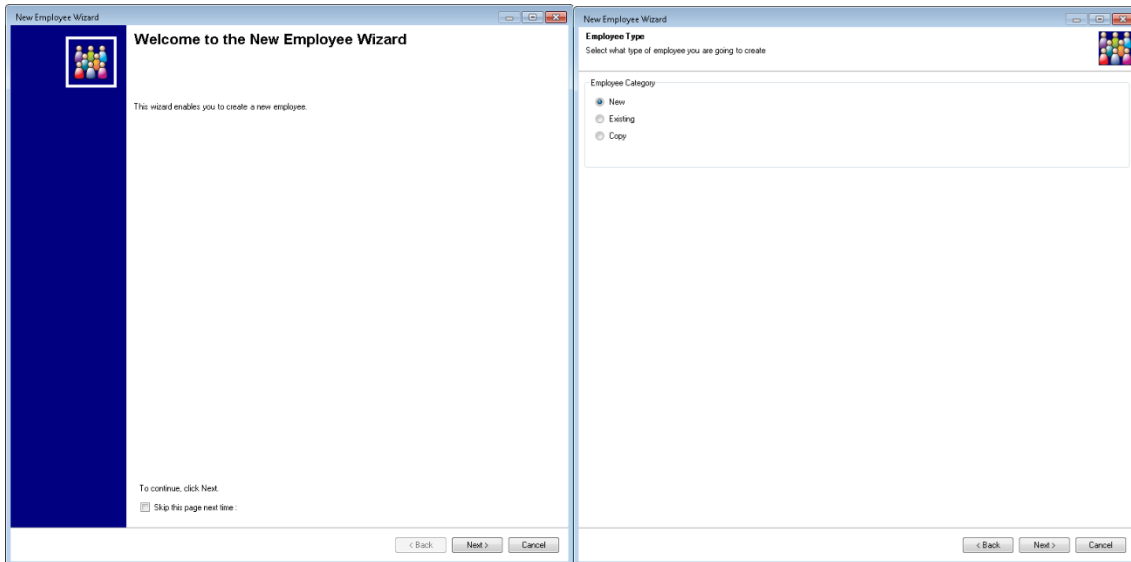 New Employee Wizard
Welcome to the New Employee Wizard
This wizard enables you to create a new employee.
To continue, click Next.
Skip this page next time :
< Back Next > Cancel
New Employee Wizard
Employee Type
Select what type of employee you are going to create
Employee Category
New
Existing
Copy
< Back Next > Cancel